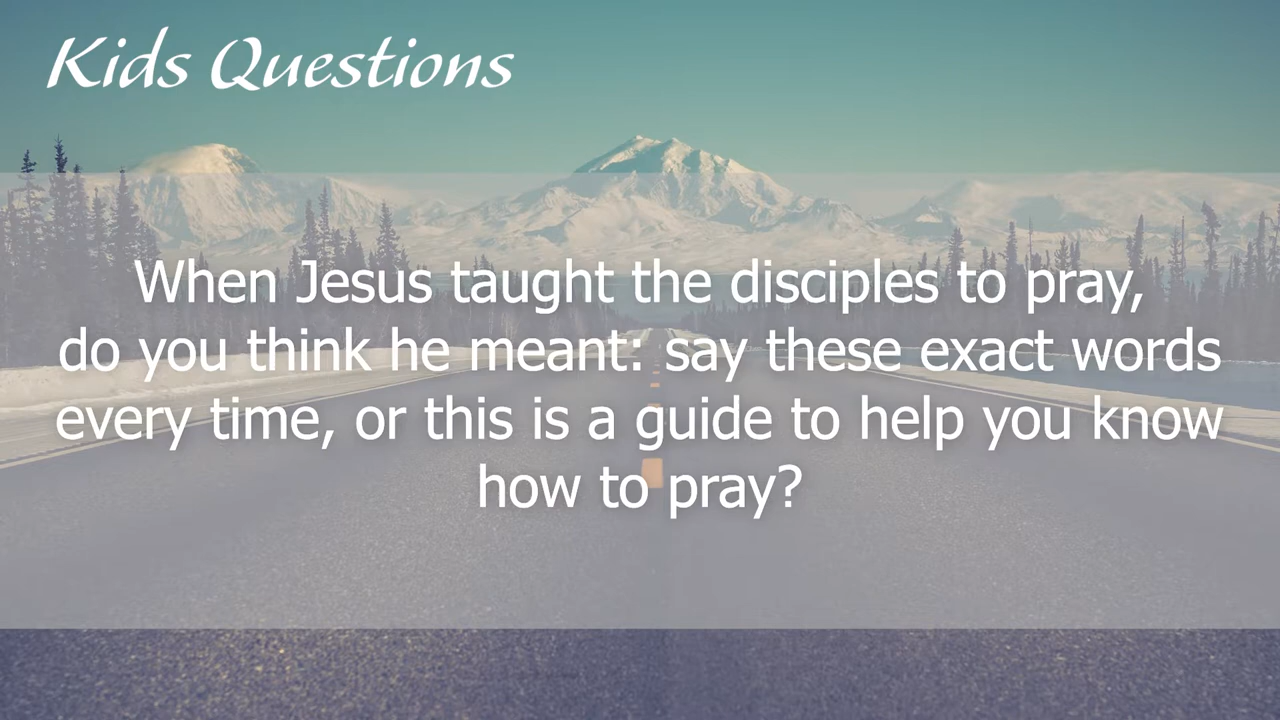 Kids Questions
When Jesus taught the disciples to pray,
do you think he meant: say these exact words
every time, or this is a guide to help you know
how to pray?